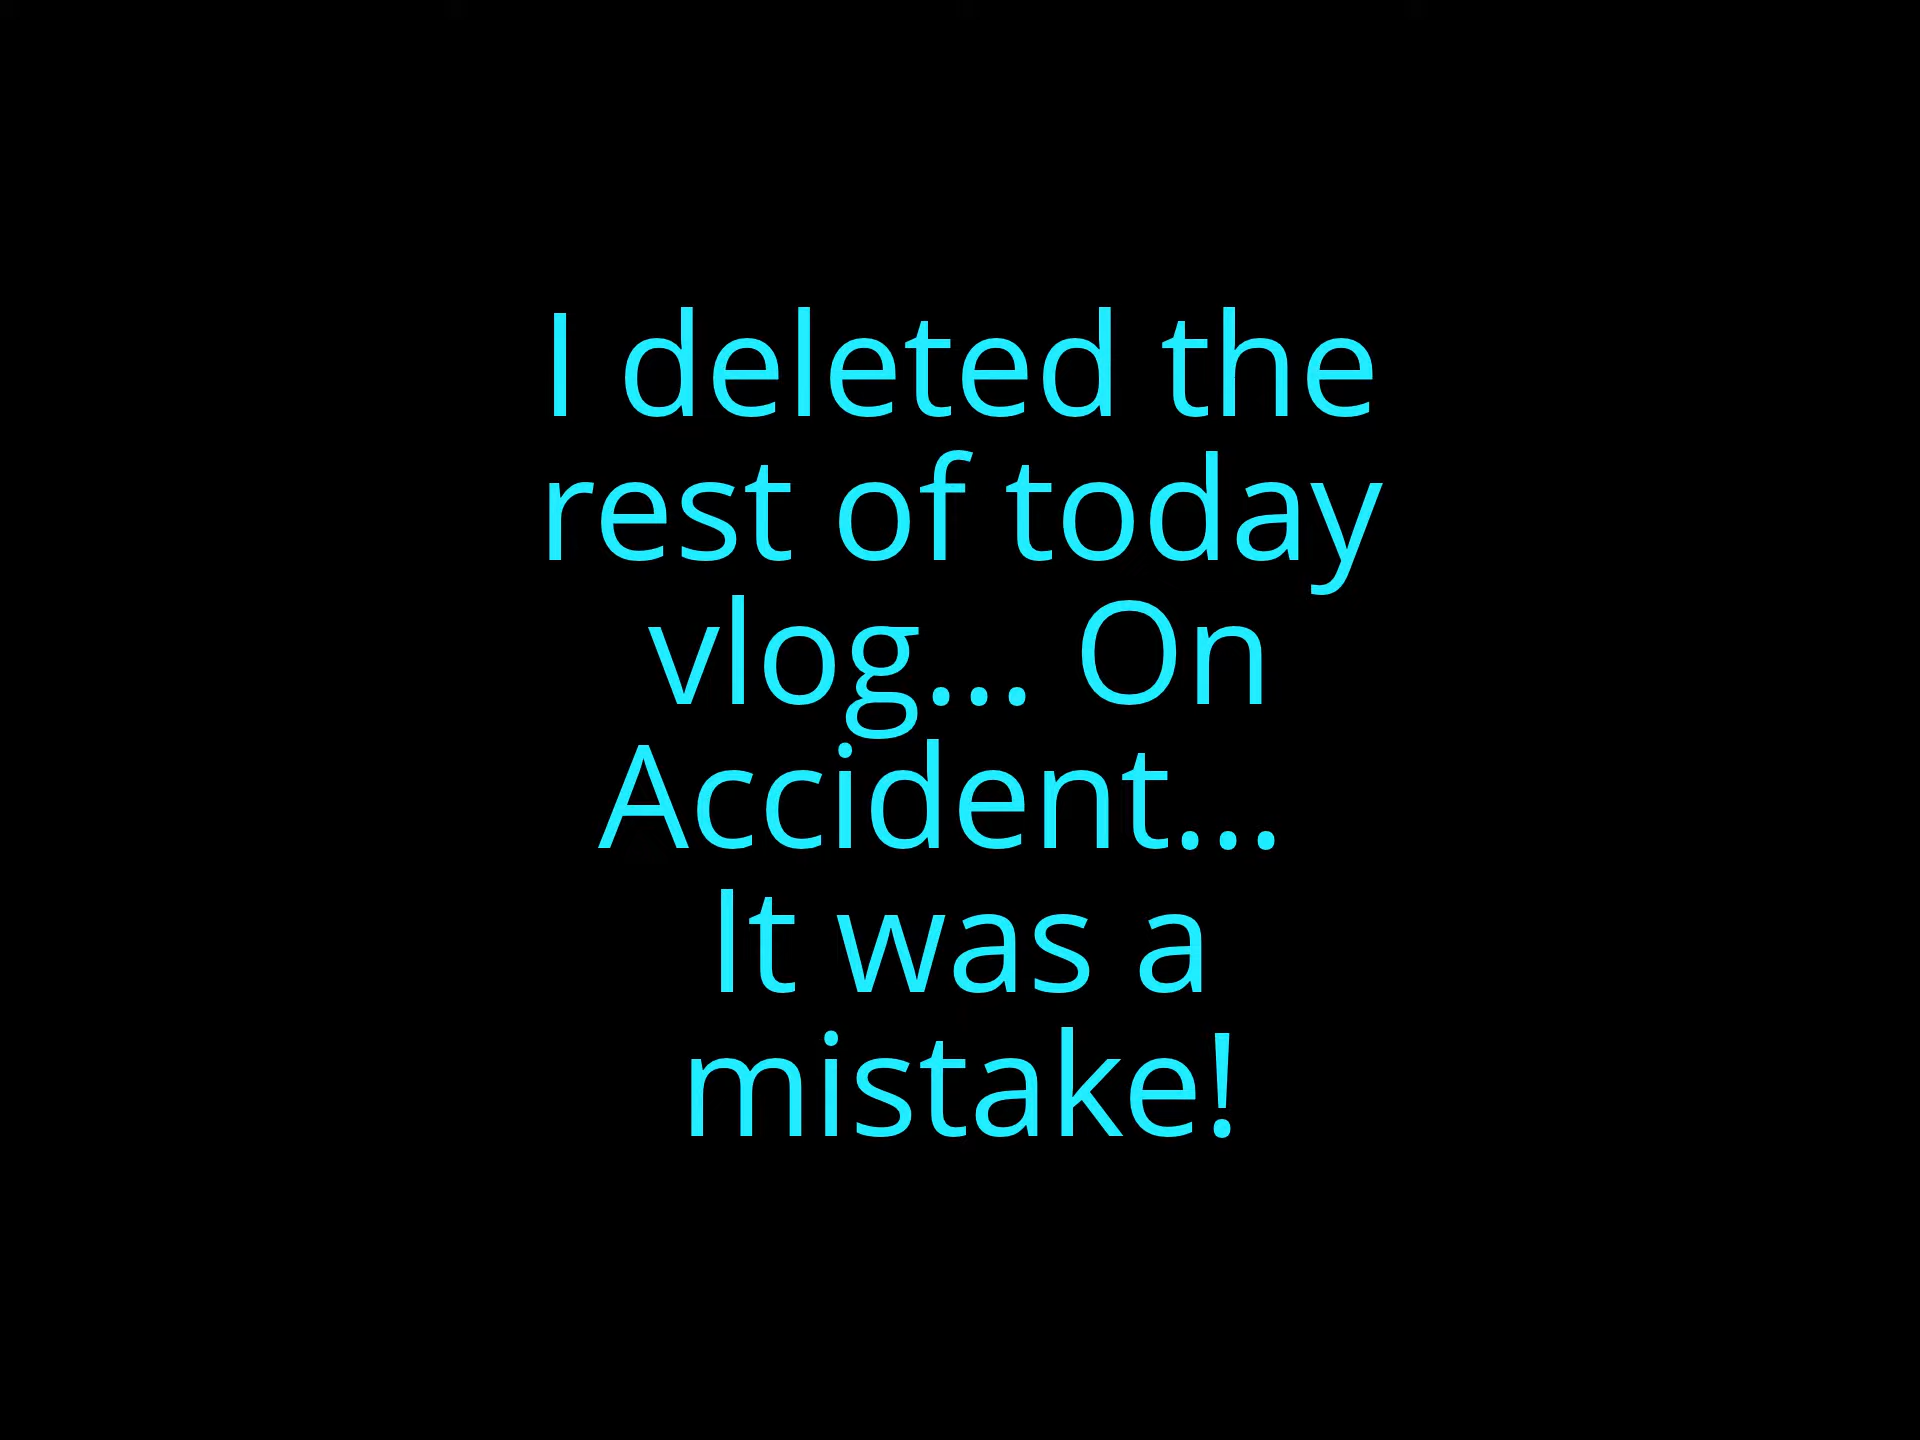 I deleted the
rest of today
vlog... On
Accident...
It was a
mistake!